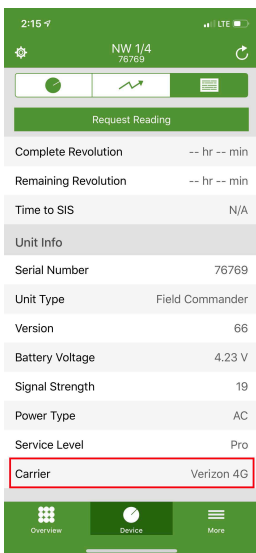 2:15 LTE
NW 1/4
76769
Request Reading
Complete Revolution -- hr -- min
Remaining Revolution -- hr -- min
Time to SIS N/A
Unit Info
Serial Number 76769
Unit Type Field Commander
Version 66
Battery Voltage 4.23 V
Signal Strength 19
Power Type AC
Service Level Pro
Carrier Verizon 4G
Overview Device More